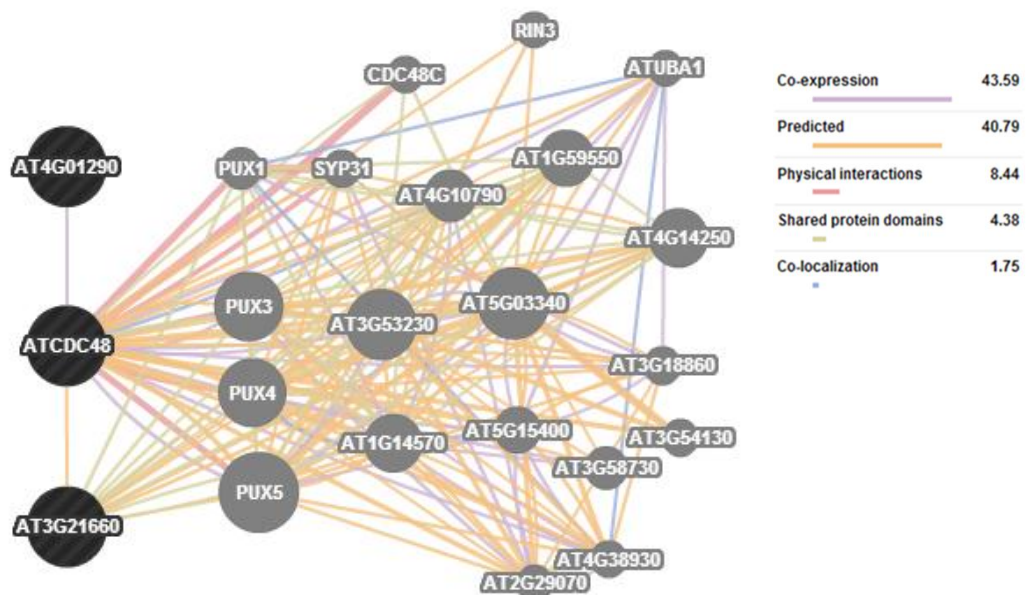 RIN3
CDC48C
ATUBA1
AT4G01290
PUX1
SYP31
AT1G59550
AT4G10790
AT4G14250
PUX3
AT3G53230
AT5G03340
ATCDC48
AT3G18860
PUX4
AT1G14570
AT5G15400
AT3G54130
AT3G58730
PUX5
AT3G21660
AT4G38930
AT2G29070
Co-expression 43.59
Predicted 40.79
Physical interactions 8.44
Shared protein domains 4.38
Co-localization 1.75